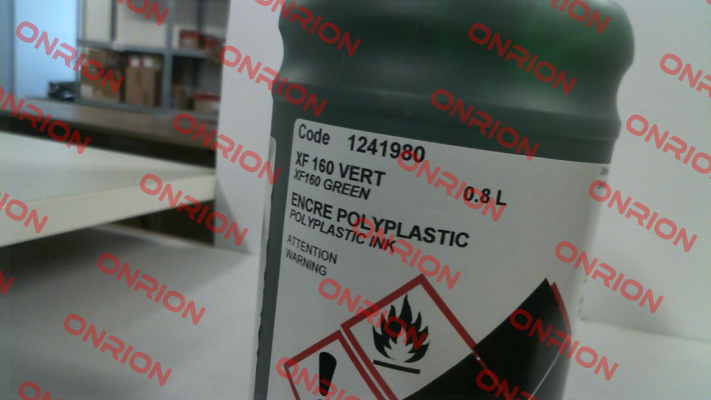 Code 1241980
XF 160 VERT 0.8 L
XF160 GREEN
ENCRE POLYPLASTIC
POLYPLASTIC INK
ATTENTION
WARNING
ONRION